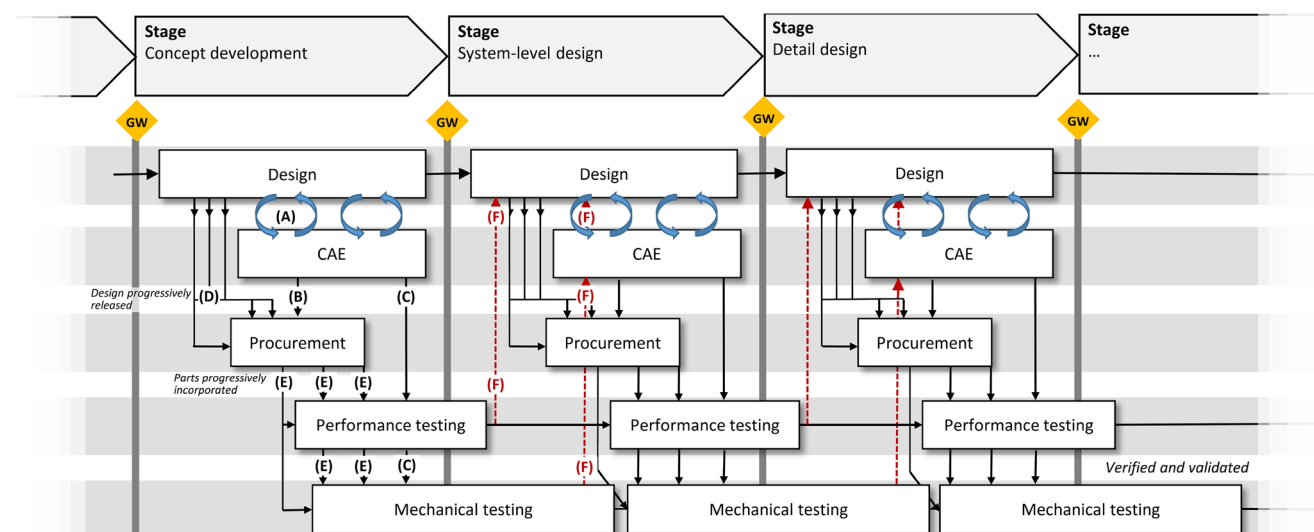 Stage
Concept development
Stage
System-level design
Stage
Detail design
Stage
...
GW
GW
GW
GW
Design
Design
Design
(A)
(F)
(F)
CAE
CAE
CAE
Design progressively
released
(D)
(B)
(C)
(F)
Procurement
Procurement
Procurement
Parts progressively
incorporated
(E)
(E)
(E)
(F)
Performance testing
Performance testing
Performance testing
(E)
(E)
(C)
(F)
Verified and validated
Mechanical testing
Mechanical testing
Mechanical testing